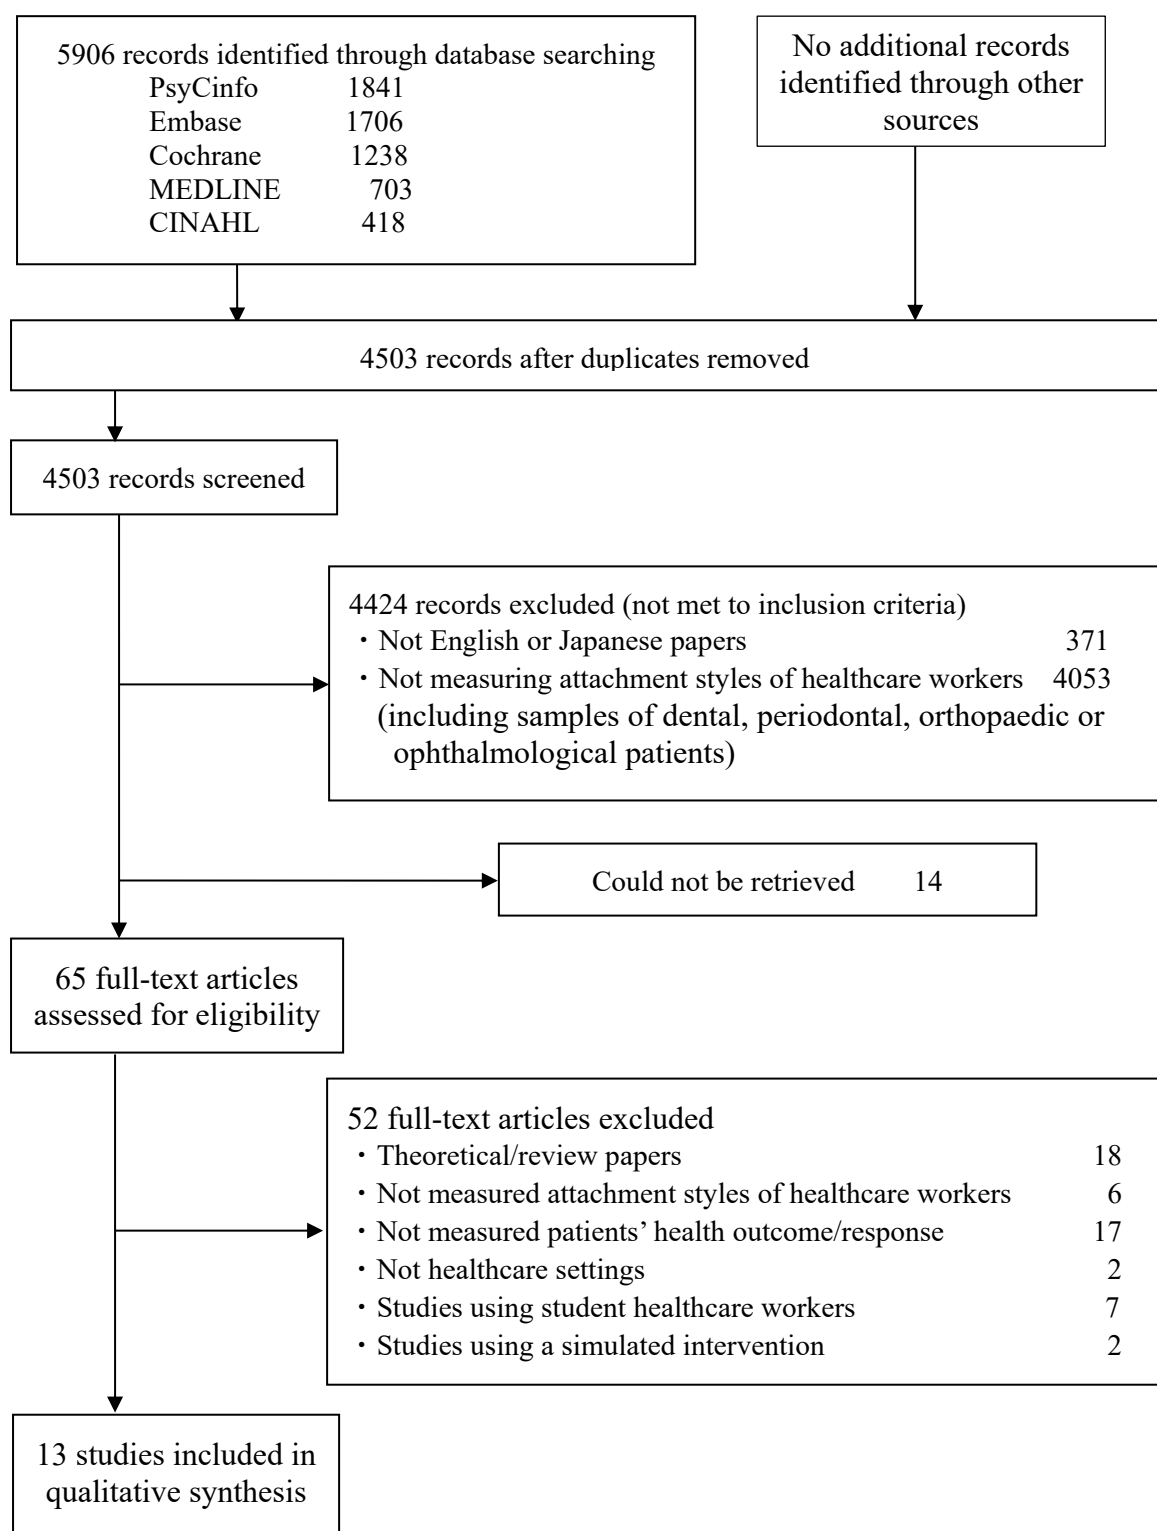 5906 records identified through database searching
PsyCinfo 1841
Embase 1706
Cochrane 1238
MEDLINE 703
CINAHL 418
No additional records
identified through other
sources
4503 records after duplicates removed
4503 records screened
4424 records excluded (not met to inclusion criteria)
・Not English or Japanese papers 371
・Not measuring attachment styles of healthcare workers 4053
(including samples of dental, periodontal, orthopaedic or
ophthalmological patients)
Could not be retrieved 14
65 full-text articles
assessed for eligibility
52 full-text articles excluded
・Theoretical/review papers 18
・Not measured attachment styles of healthcare workers 6
・Not measured patients’ health outcome/response 17
・Not healthcare settings 2
・Studies using student healthcare workers 7
・Studies using a simulated intervention 2
13 studies included in
qualitative synthesis